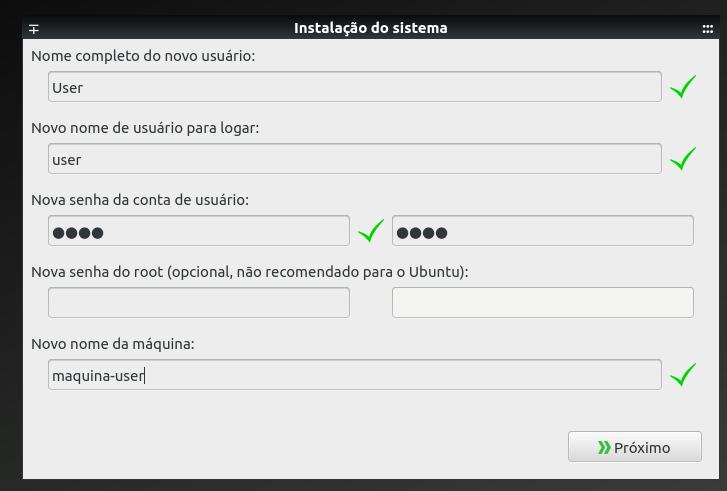 Instalação do sistema
Nome completo do novo usuário:
User
Novo nome de usuário para logar:
user
Nova senha da conta de usuário:
●●●● ●●●●
Nova senha do root (opcional, não recomendado para o Ubuntu):
Novo nome da máquina:
maquina-user
Próximo